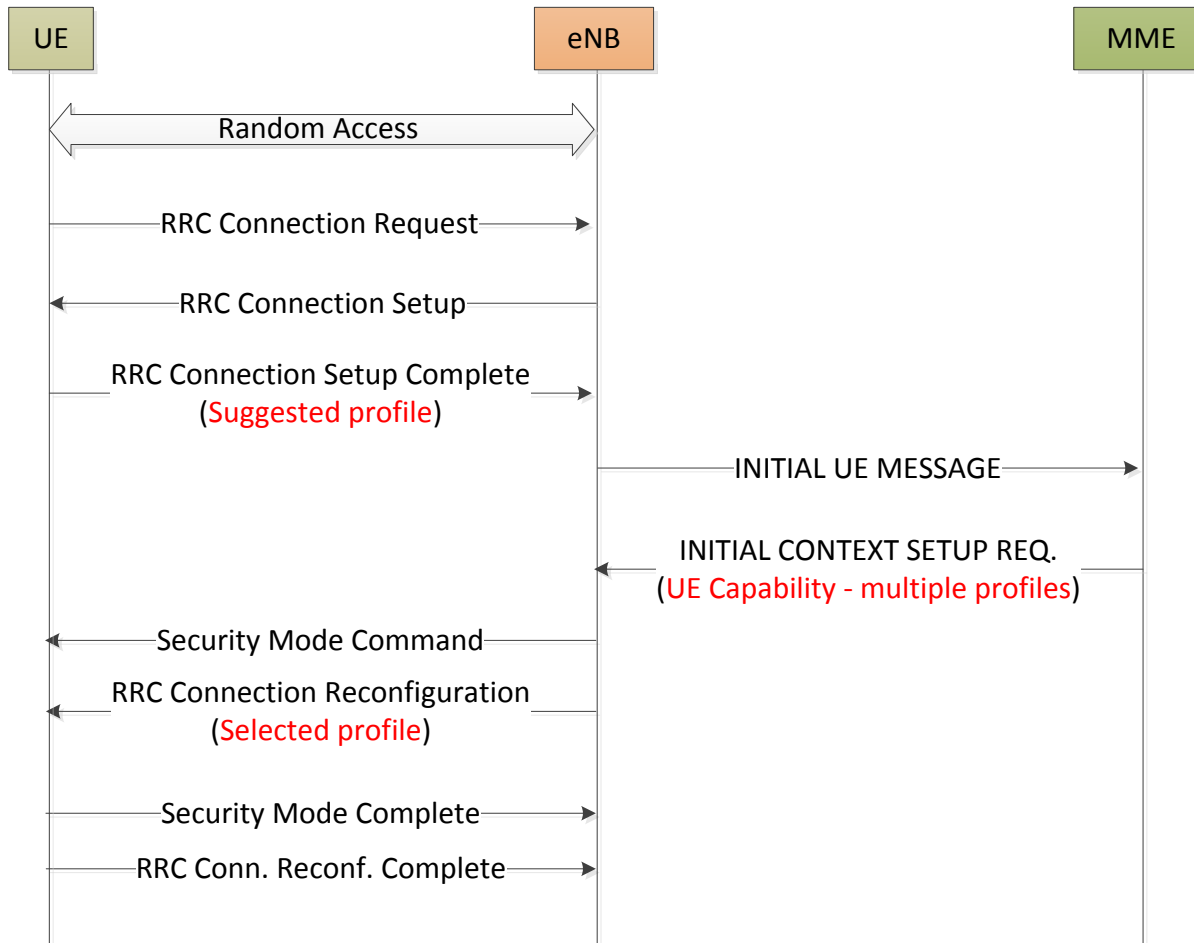 UE
eNB
MME
Random Access
RRC Connection Request
RRC Connection Setup
RRC Connection Setup Complete
(Suggested profile)
INITIAL UE MESSAGE
INITIAL CONTEXT SETUP REQ.
(UE Capability - multiple profiles)
Security Mode Command
RRC Connection Reconfiguration
(Selected profile)
Security Mode Complete
RRC Conn. Reconf. Complete